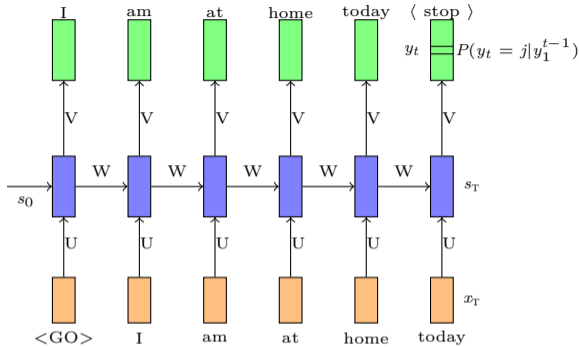 I am at home today ⟨ stop ⟩
y_t P(y_t = j|y_1^{t−1})
V V V V V V
W W W W W
s_0 s_T
U U U U U U
x_T
<GO> I am at home today